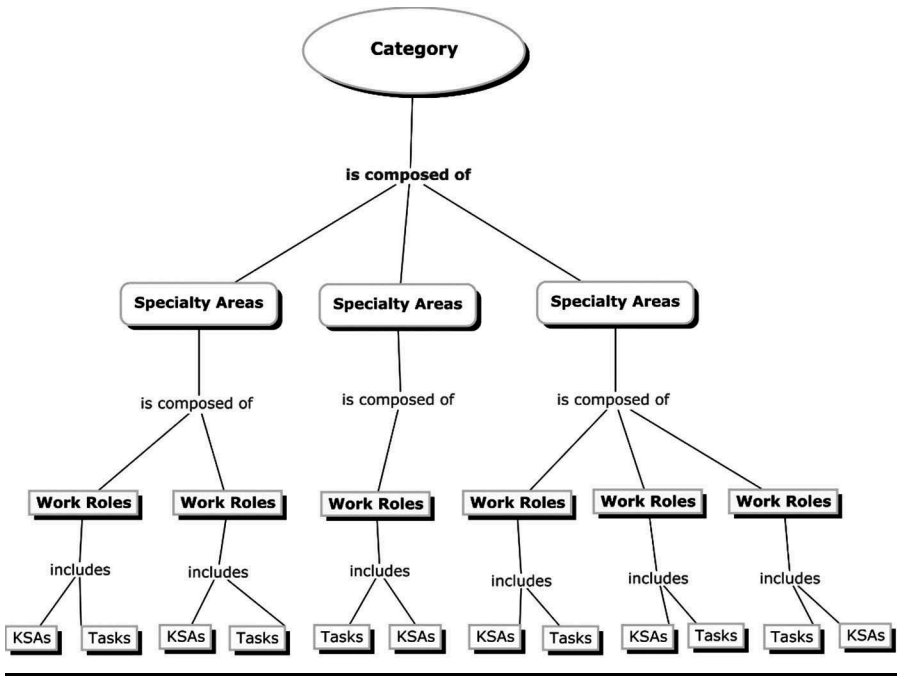 Category
is composed of
Specialty Areas
Specialty Areas
Specialty Areas
is composed of
is composed of
is composed of
Work Roles
Work Roles
Work Roles
Work Roles
Work Roles
Work Roles
includes
includes
includes
includes
includes
includes
KSAs
Tasks
KSAs
Tasks
Tasks
KSAs
KSAs
Tasks
KSAs
Tasks
Tasks
KSAs